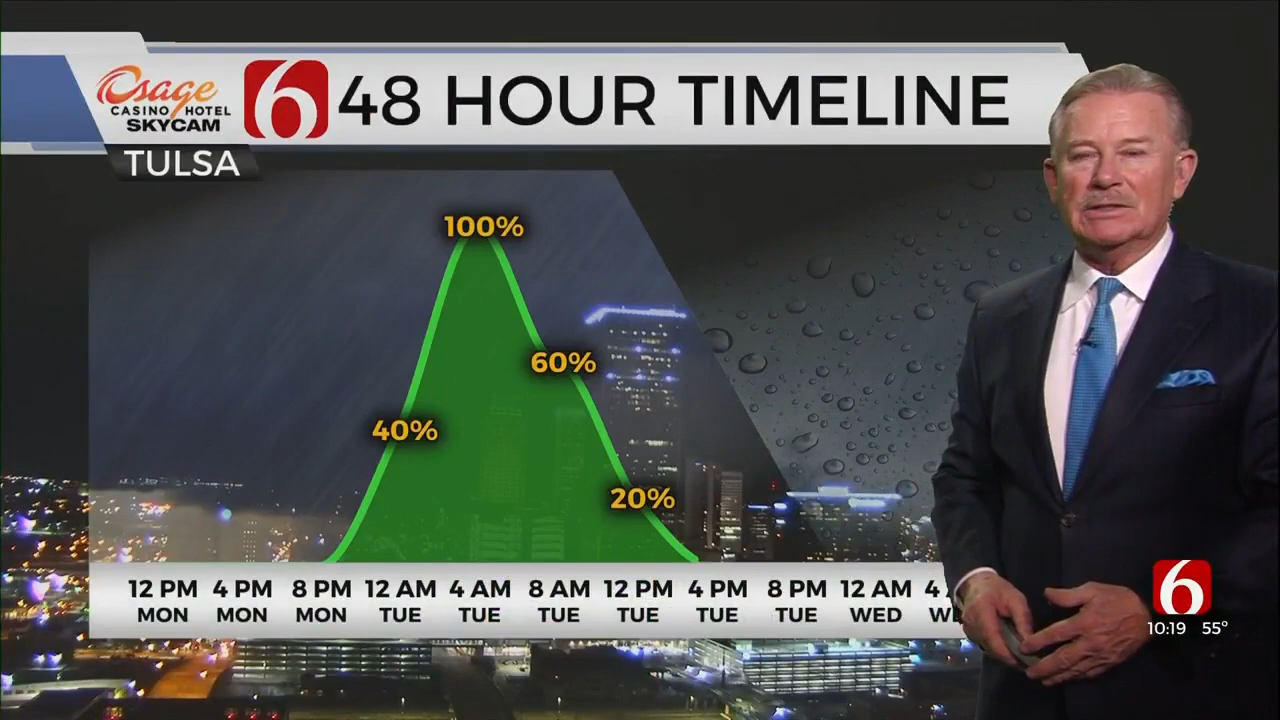 Osage
CASINO HOTEL
SKYCAM
6
48 HOUR TIMELINE
TULSA
100%
60%
40%
20%
12 PM 4 PM 8 PM 12 AM 4 AM 8 AM 12 PM 4 PM 8 PM 12 AM 4
MON MON MON TUE TUE TUE TUE TUE TUE WED
6
10:19 55°